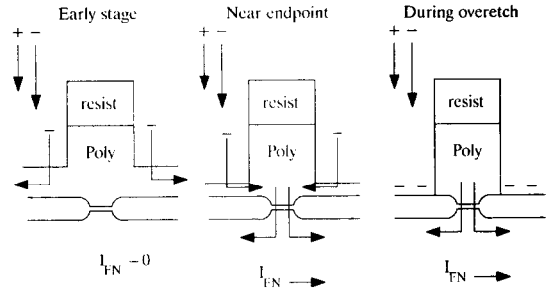 Early stage
Near endpoint
During overetch
+ −
+ −
+ −
resist
resist
resist
− −
− −
Poly
Poly
Poly
− − − −
I_FN − 0
I_FN
I_FN